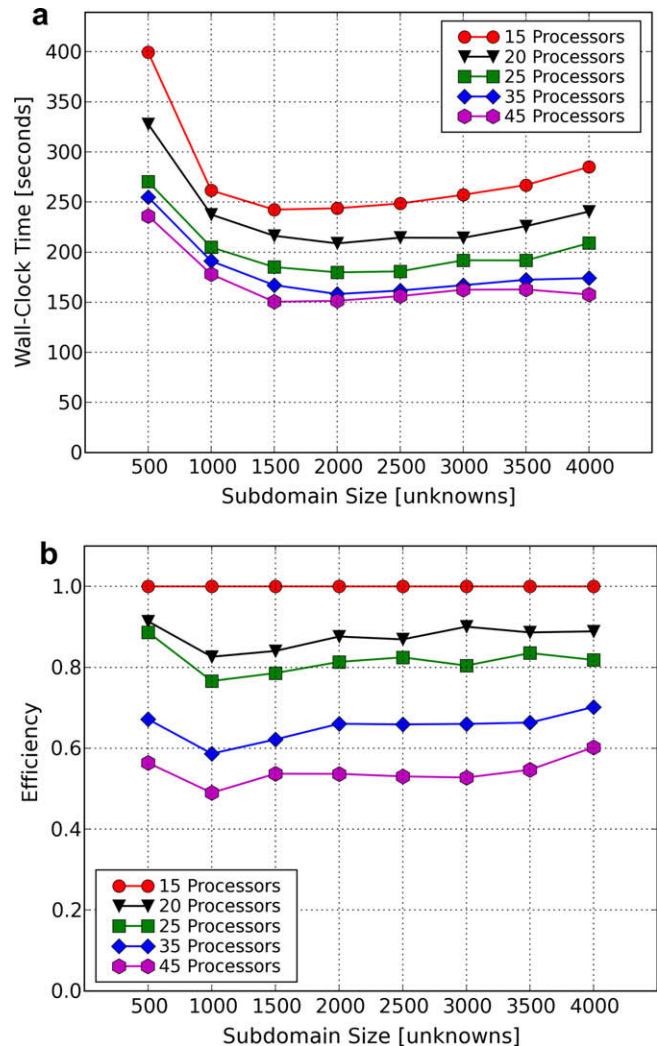 a
400
350
300
250
200
150
100
50
0
Wall-Clock Time [seconds]
15 Processors
20 Processors
25 Processors
35 Processors
45 Processors
500 1000 1500 2000 2500 3000 3500 4000
Subdomain Size [unknowns]
b
1.0
0.8
0.6
0.4
0.2
0.0
Efficiency
15 Processors
20 Processors
25 Processors
35 Processors
45 Processors
500 1000 1500 2000 2500 3000 3500 4000
Subdomain Size [unknowns]